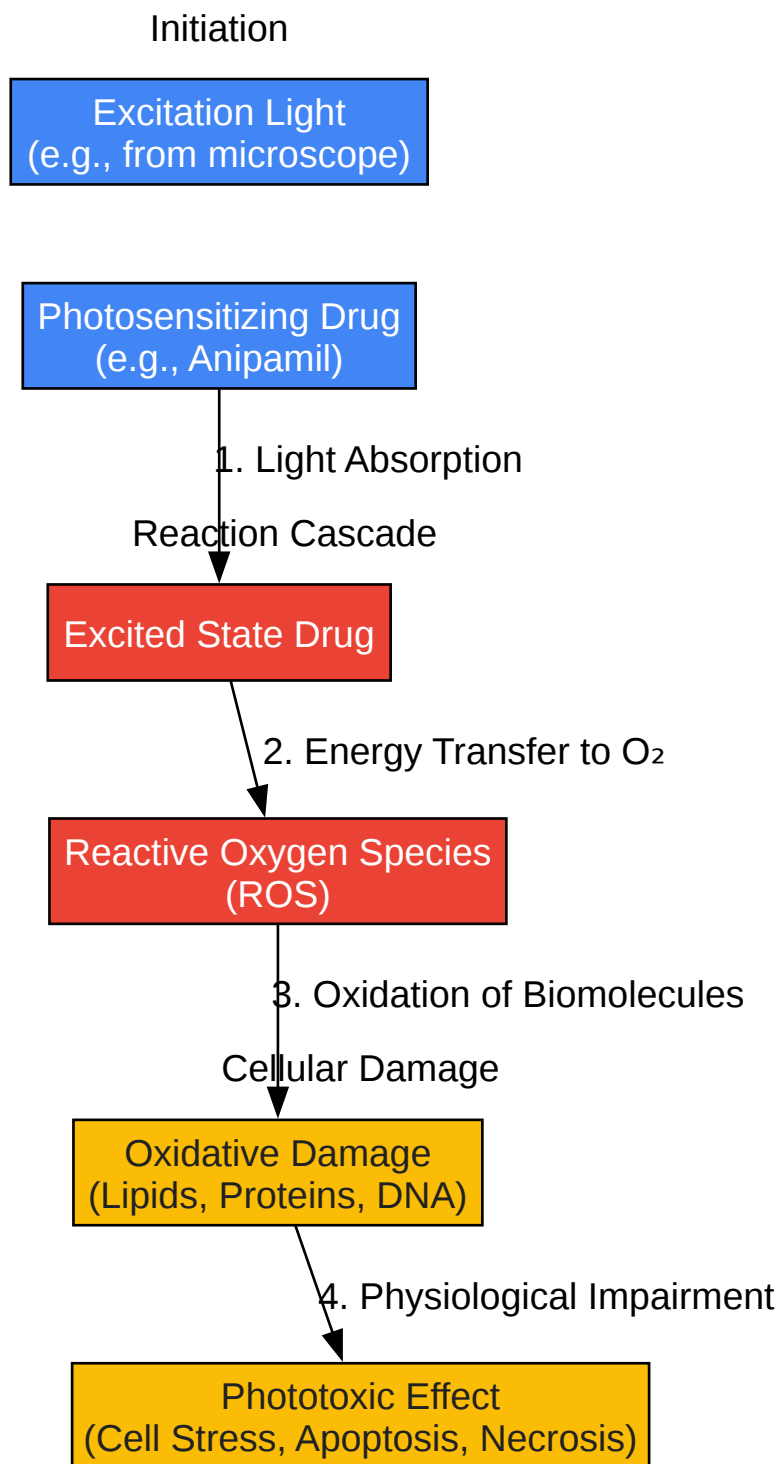 Initiation
Excitation Light
(e.g., from microscope)
Photosensitizing Drug
(e.g., Anipamil)
1. Light Absorption
Reaction Cascade
Excited State Drug
2. Energy Transfer to O₂
Reactive Oxygen Species
(ROS)
3. Oxidation of Biomolecules
Cellular Damage
Oxidative Damage
(Lipids, Proteins, DNA)
4. Physiological Impairment
Phototoxic Effect
(Cell Stress, Apoptosis, Necrosis)